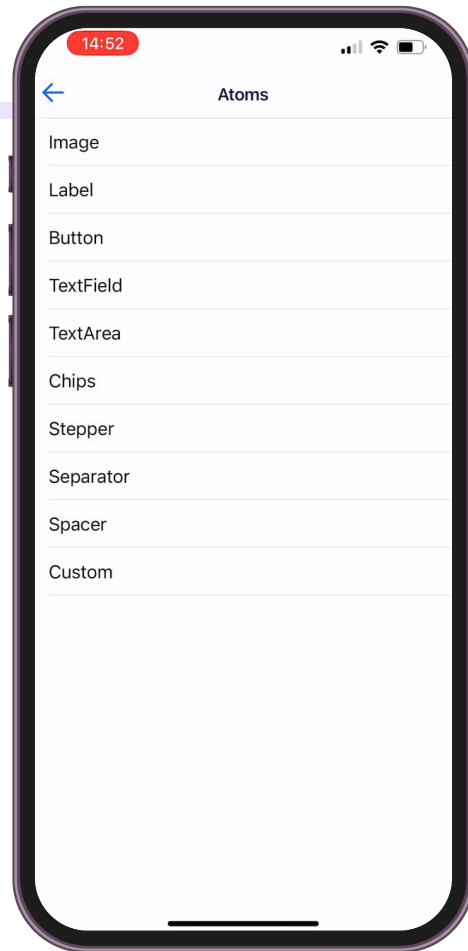 14:52
Atoms
Image
Label
Button
TextField
TextArea
Chips
Stepper
Separator
Spacer
Custom